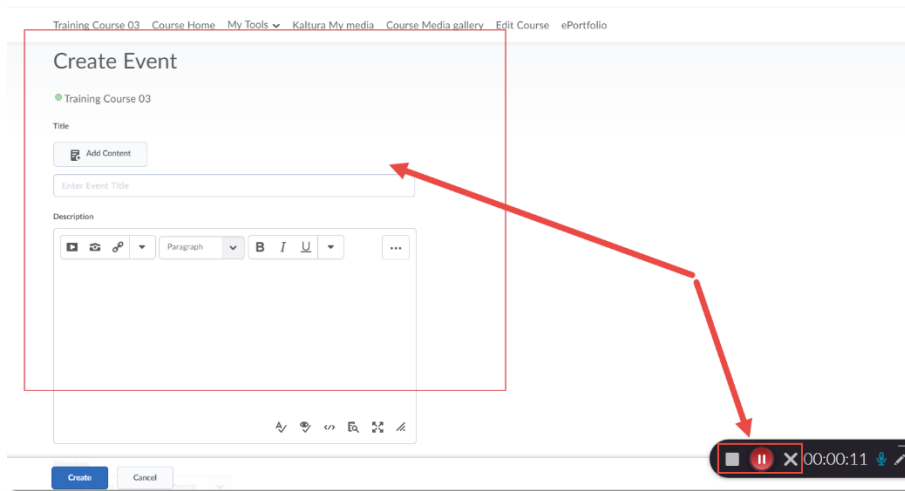 Training Course 03 Course Home My Tools Kaltura My media Course Media gallery Edit Course ePortfolio
Create Event
Training Course 03
Title
Add Content
Enter Event Title
Description
Paragraph B I U ...
00:00:11
Create Cancel